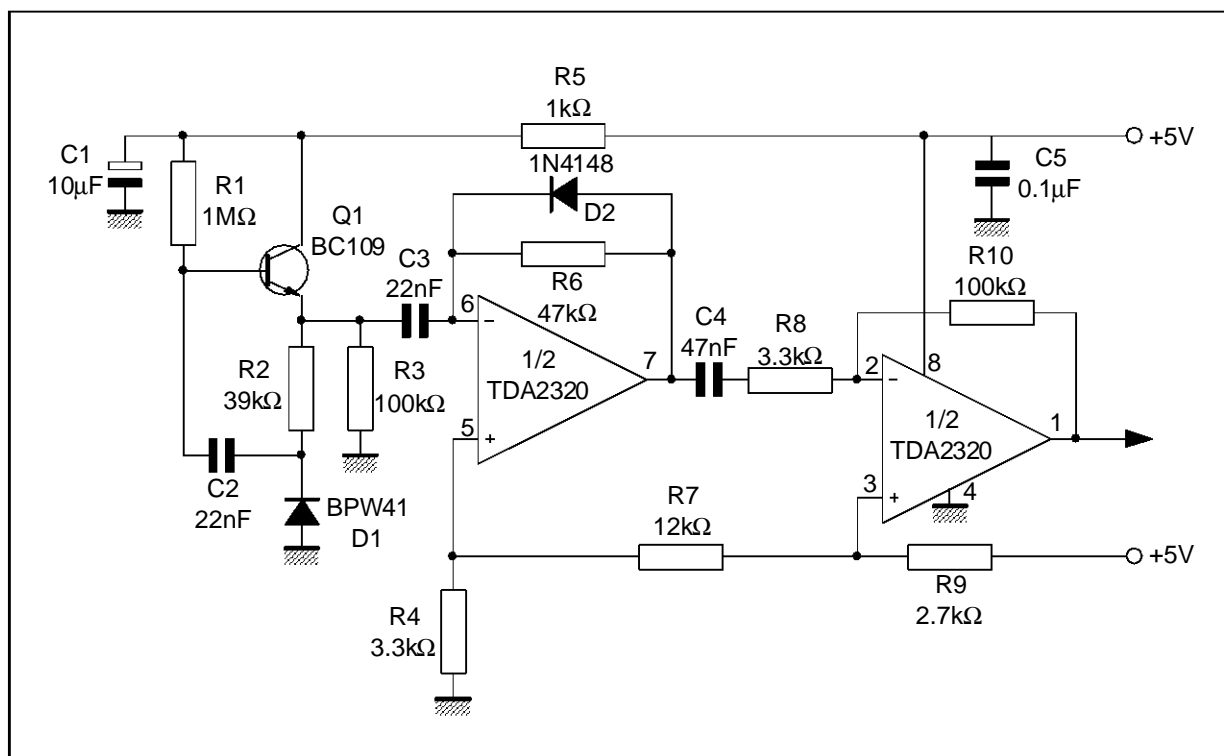 R5
1kΩ
+5V
1N4148
D2
C1
10μF
R1
1MΩ
C5
0.1μF
Q1
BC109
R10
100kΩ
C3
22nF
R6
47kΩ
6
−
C4
47nF
R8
3.3kΩ
7
1/2
TDA2320
2
−
8
R2
39kΩ
R3
100kΩ
5
+
1/2
TDA2320
1
C2
22nF
BPW41
D1
R7
12kΩ
3
+
4
+5V
R9
2.7kΩ
R4
3.3kΩ